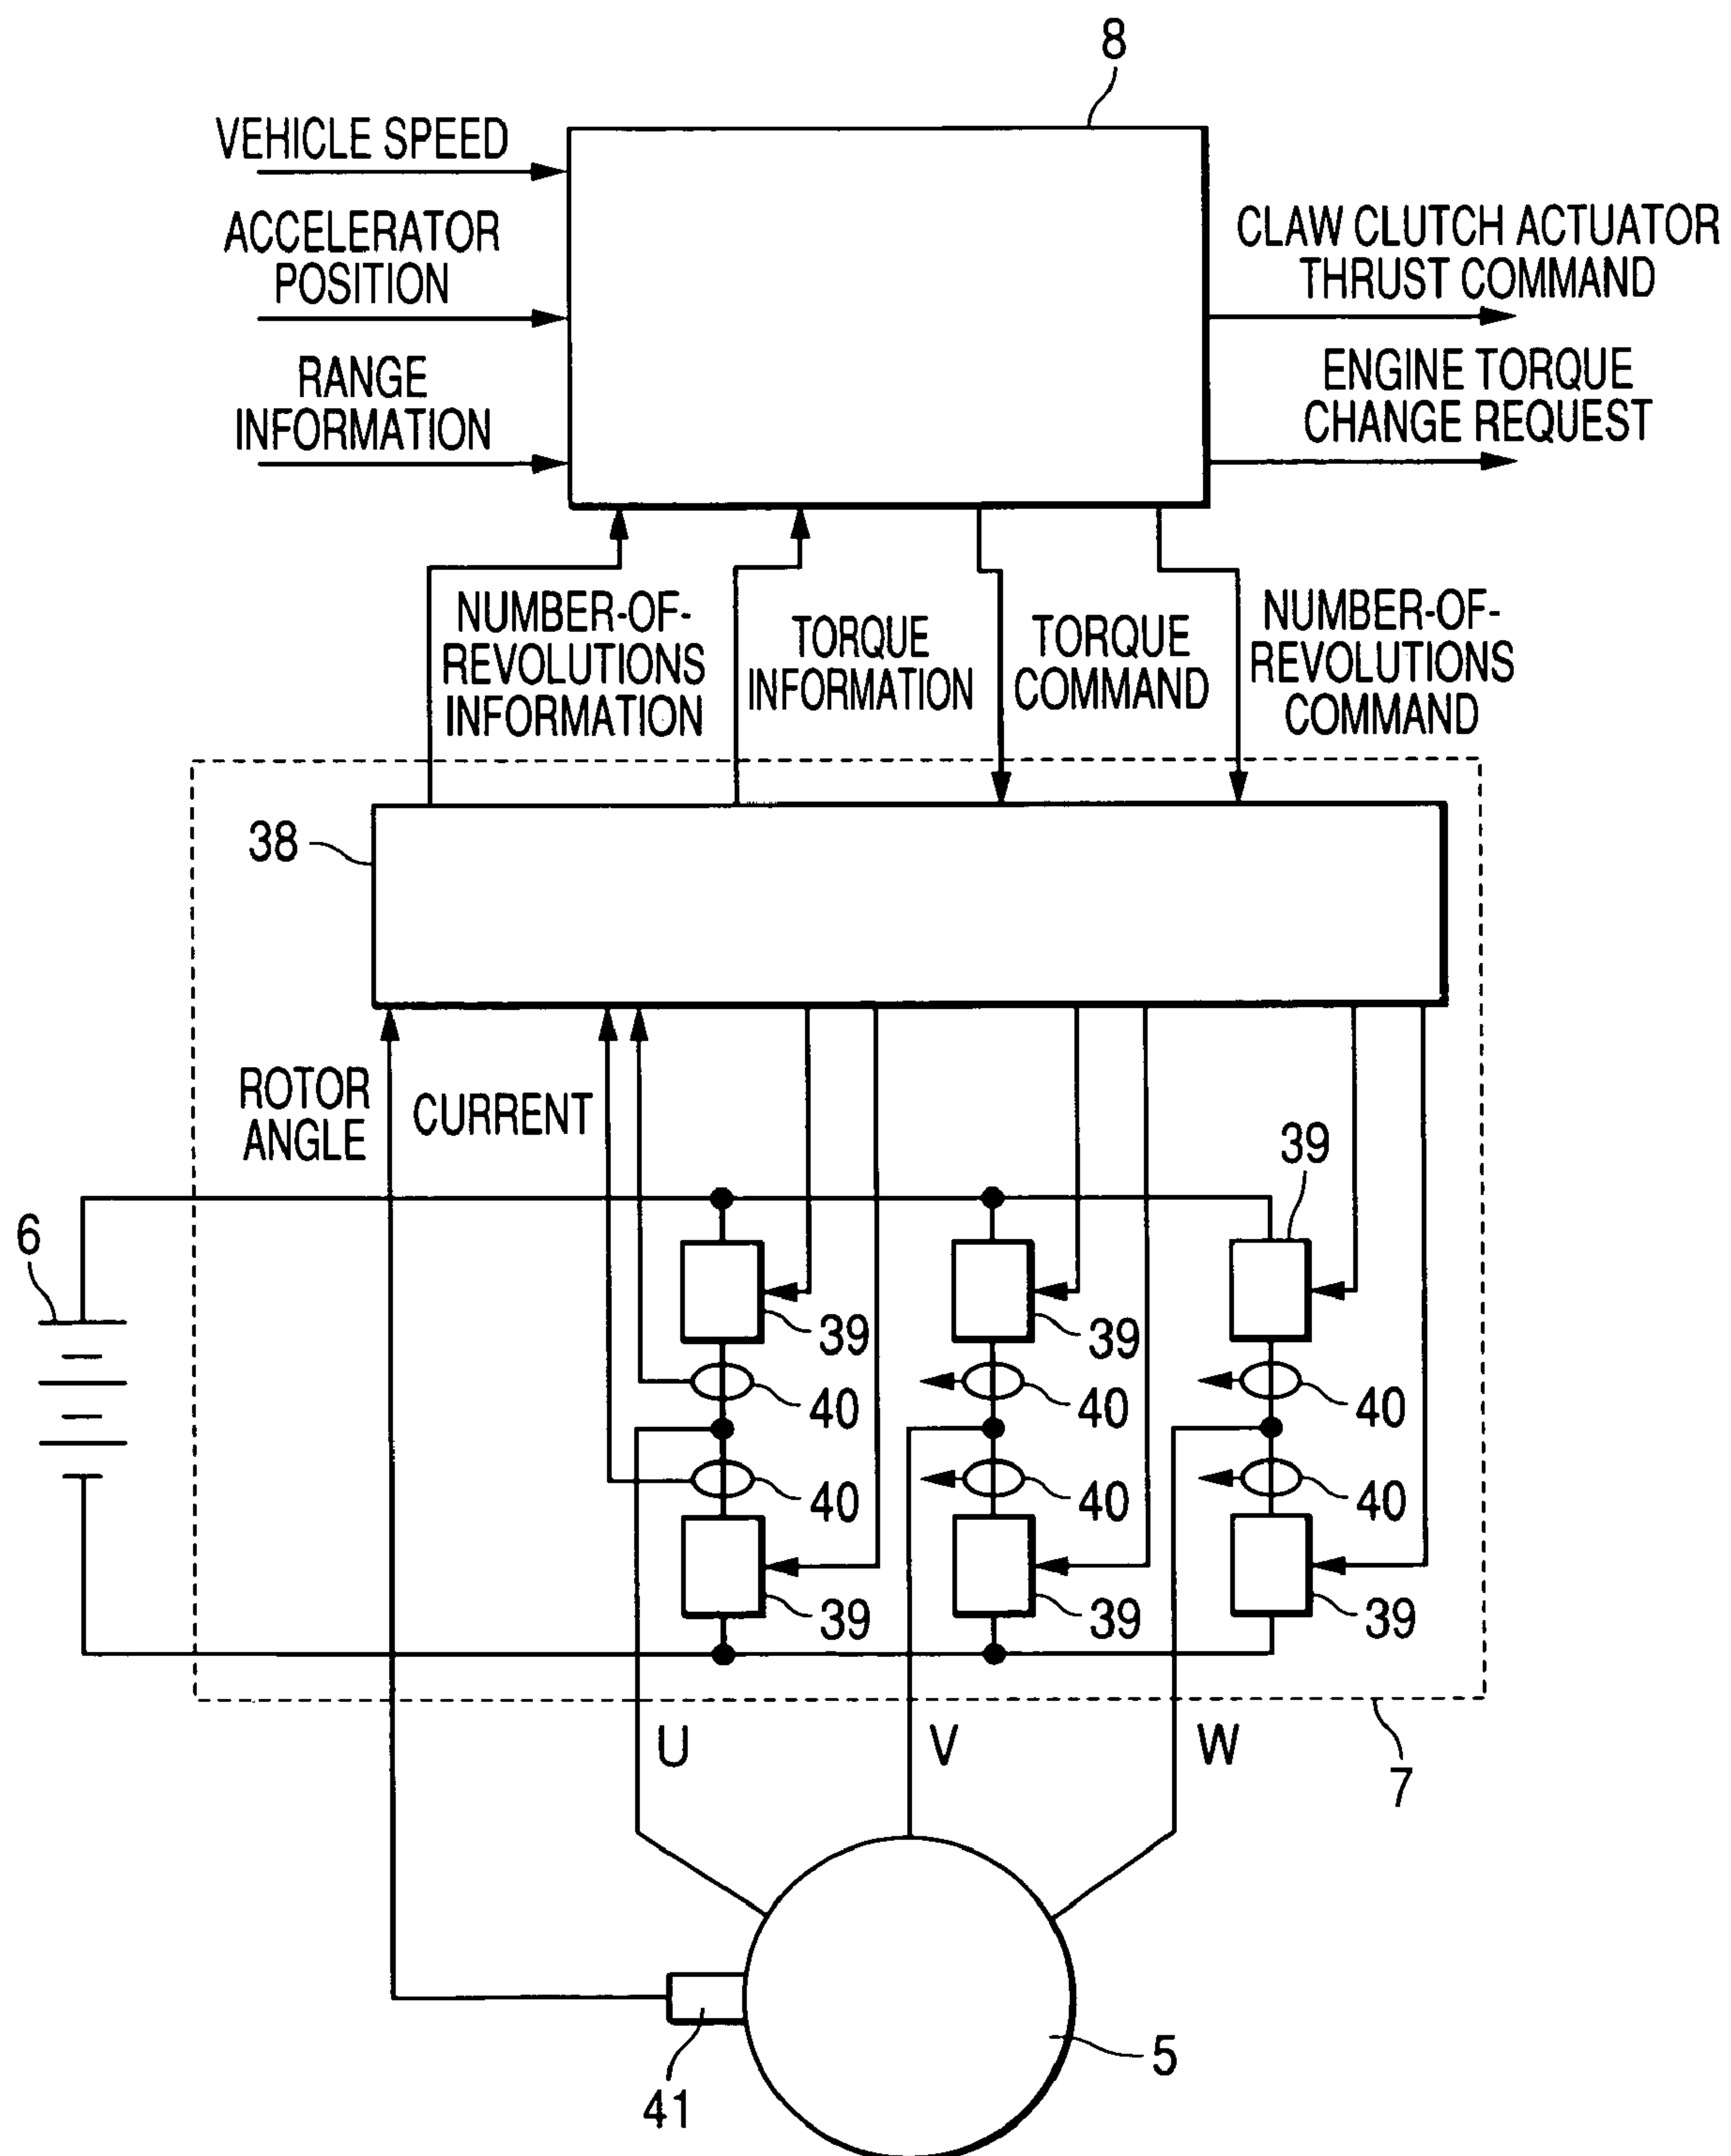 8
VEHICLE SPEED
ACCELERATOR
POSITION
RANGE
INFORMATION
CLAW CLUTCH ACTUATOR
THRUST COMMAND
ENGINE TORQUE
CHANGE REQUEST
NUMBER-OF-
REVOLUTIONS
INFORMATION
TORQUE
INFORMATION
TORQUE
COMMAND
NUMBER-OF-
REVOLUTIONS
COMMAND
38
ROTOR
ANGLE
CURRENT
39
6
39
39
40
40
40
40
40
40
39
39
39
U
V
W
7
5
41